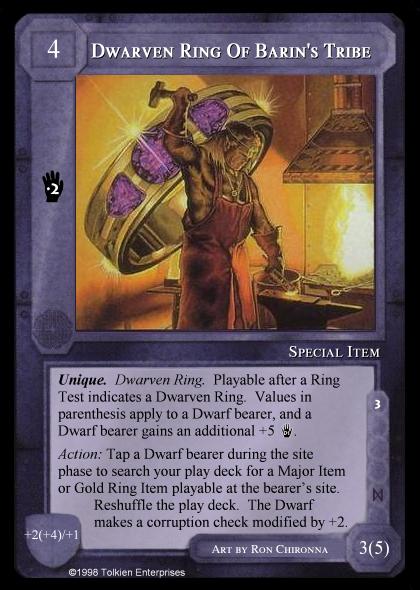 4
Dwarven Ring Of Barin's Tribe
2
Special Item
Unique. Dwarven Ring. Playable after a Ring
Test indicates a Dwarven Ring. Values in
parenthesis apply to a Dwarf bearer, and a
Dwarf bearer gains an additional +5 .
Action: Tap a Dwarf bearer during the site
phase to search your play deck for a Major Item
or Gold Ring Item playable at the bearer's site.
Reshuffle the play deck. The Dwarf
makes a corruption check modified by +2.
3
+2(+4)/+1
Art by Ron Chironna
3(5)
©1998 Tolkien Enterprises